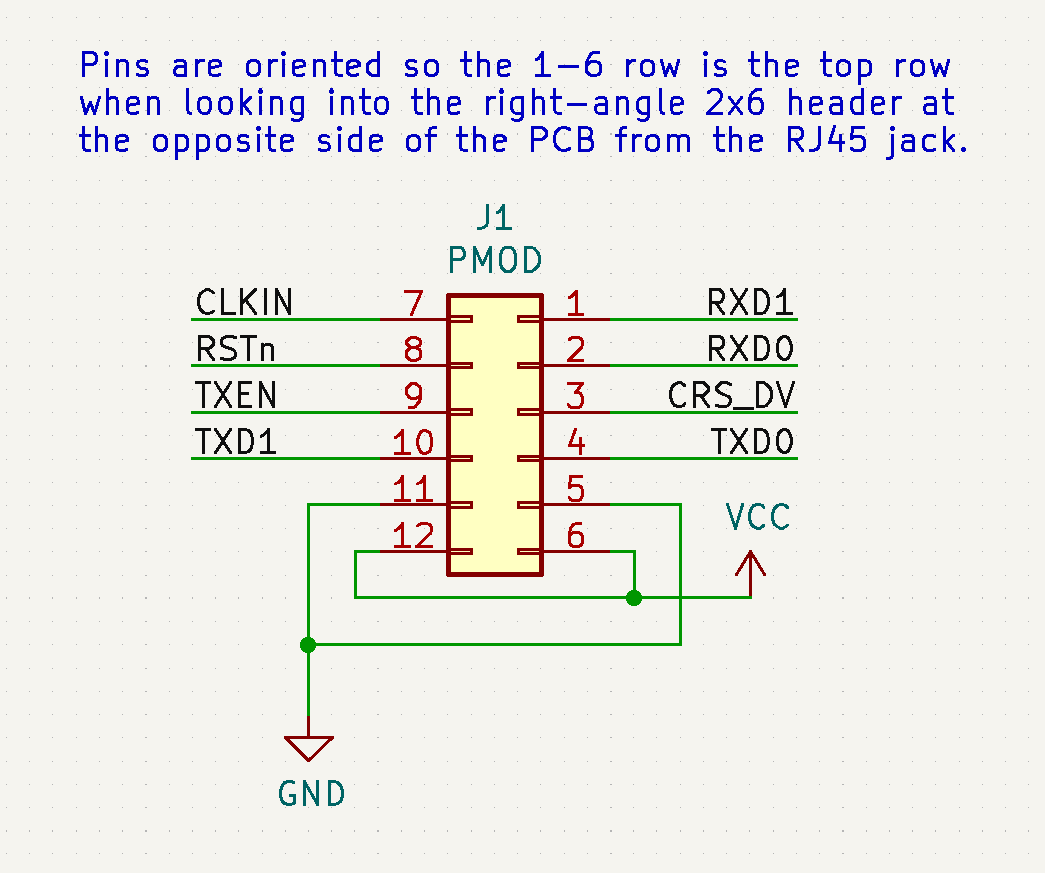 Pins are oriented so the 1-6 row is the top row
when looking into the right-angle 2x6 header at
the opposite side of the PCB from the RJ45 jack.
J1
PMOD
CLKIN 7 1 RXD1
RSTn 8 2 RXD0
TXEN 9 3 CRS_DV
TXD1 10 4 TXD0
11 5
VCC
12 6
GND